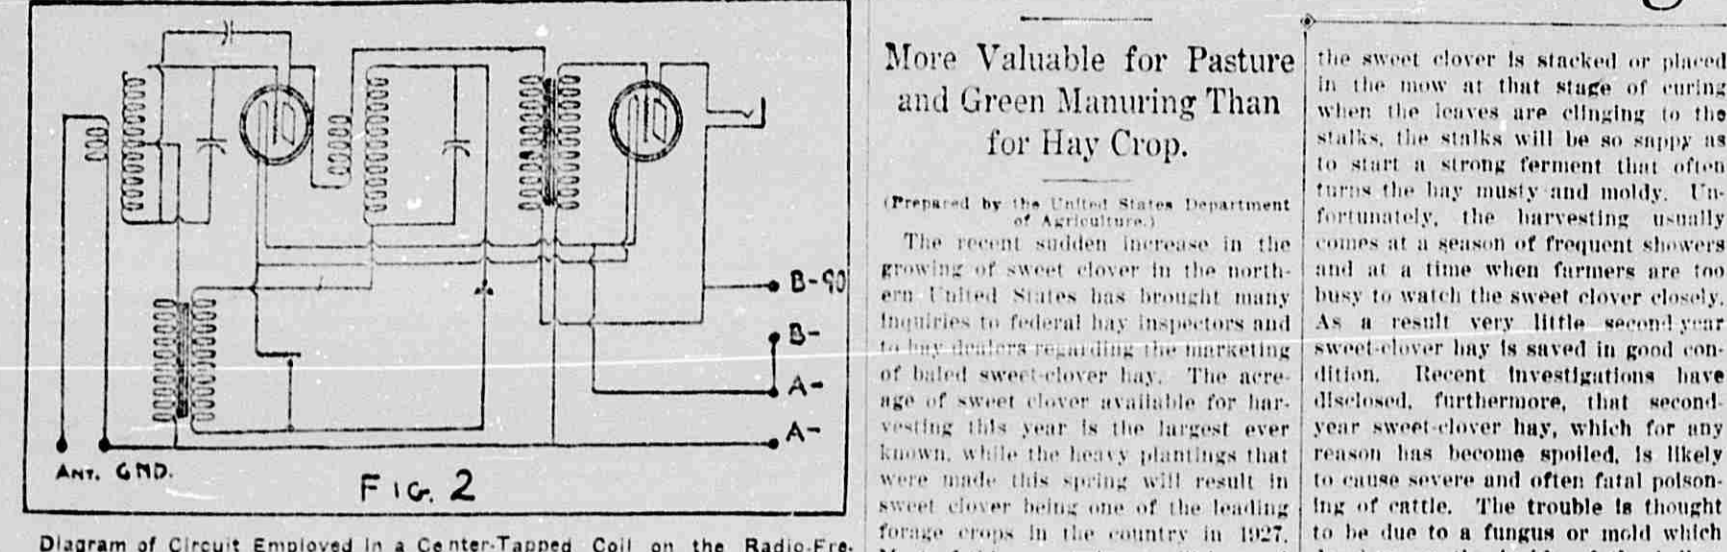 B-90
B-
A-
A-
ANT. GND.
FIG. 2
Diagram of Circuit Employed in a Center-Tapped Coil on the Radio-Fre-
More Valuable for Pasture
and Green Manuring Than
for Hay Crop.
(Prepared by the United States Department
of Agriculture.)
The recent sudden increase in the
growing of sweet clover in the north-
ern United States has brought many
inquiries to federal hay inspectors and
to hay dealers regarding the marketing
of baled sweet-clover hay. The acre-
age of sweet clover available for har-
vesting this year is the largest ever
known, while the heavy plantings that
were made this spring will result in
sweet clover being one of the leading
forage crops in the country in 1927.
the sweet clover is stacked or placed
in the mow at that stage of curing
when the leaves are clinging to the
stalks, the stalks will be so sappy as
to start a strong ferment that often
turns the hay musty and moldy. Un-
fortunately, the harvesting usually
comes at a season of frequent showers
and at a time when farmers are too
busy to watch the sweet clover closely.
As a result very little second-year
sweet-clover hay is saved in good con-
dition. Recent investigations have
disclosed, furthermore, that second-
year sweet-clover hay, which for any
reason has become spoiled, is likely
to cause severe and often fatal poison-
ing of cattle. The trouble is thought
to be due to a fungus or mold which